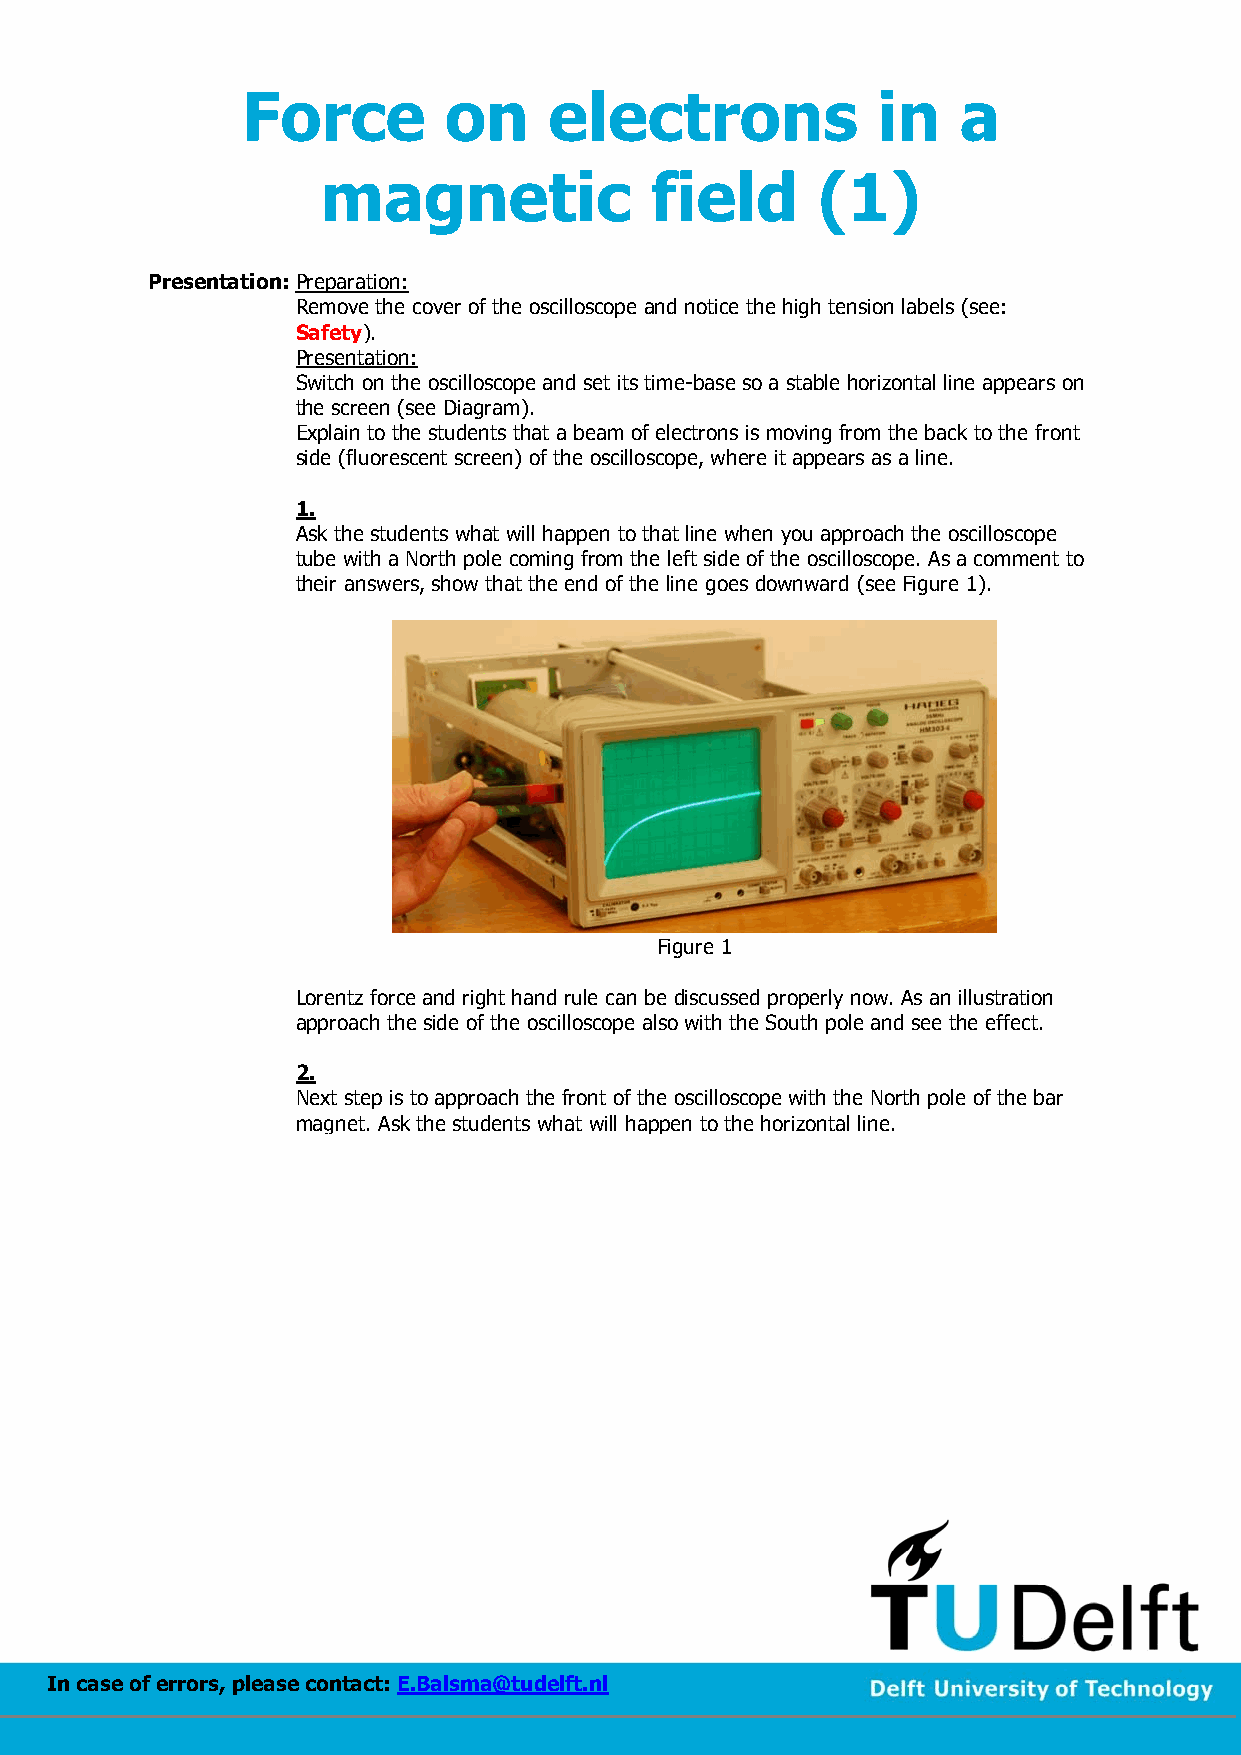 Force on electrons in a
magnetic field (1)
Presentation: Preparation:
Remove the cover of the oscilloscope and notice the high tension labels (see:
Safety).
Presentation:
Switch on the oscilloscope and set its time-base so a stable horizontal line appears on
the screen (see Diagram).
Explain to the students that a beam of electrons is moving from the back to the front
side (fluorescent screen) of the oscilloscope, where it appears as a line.
1.
Ask the students what will happen to that line when you approach the oscilloscope
tube with a North pole coming from the left side of the oscilloscope. As a comment to
their answers, show that the end of the line goes downward (see Figure 1).
HAMEG
Instruments
ANALOG OSCILLOSCOPE
HM303-6
POWER
Figure 1
Lorentz force and right hand rule can be discussed properly now. As an illustration
approach the side of the oscilloscope also with the South pole and see the effect.
2.
Next step is to approach the front of the oscilloscope with the North pole of the bar
magnet. Ask the students what will happen to the horizontal line.
TUDelft
In case of errors, please contact: E.Balsma@tudelft.nl
Delft University of Technology